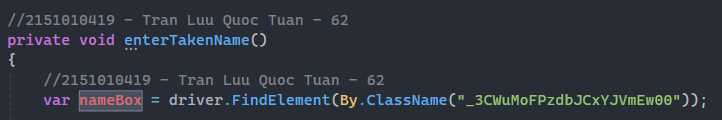 //2151010419 - Tran Luu Quoc Tuan - 62
private void enterTakenName()
{
//2151010419 - Tran Luu Quoc Tuan - 62
var nameBox = driver.FindElement(By.ClassName("_3CWuMoFPzdbJCxYJVmEw00"));